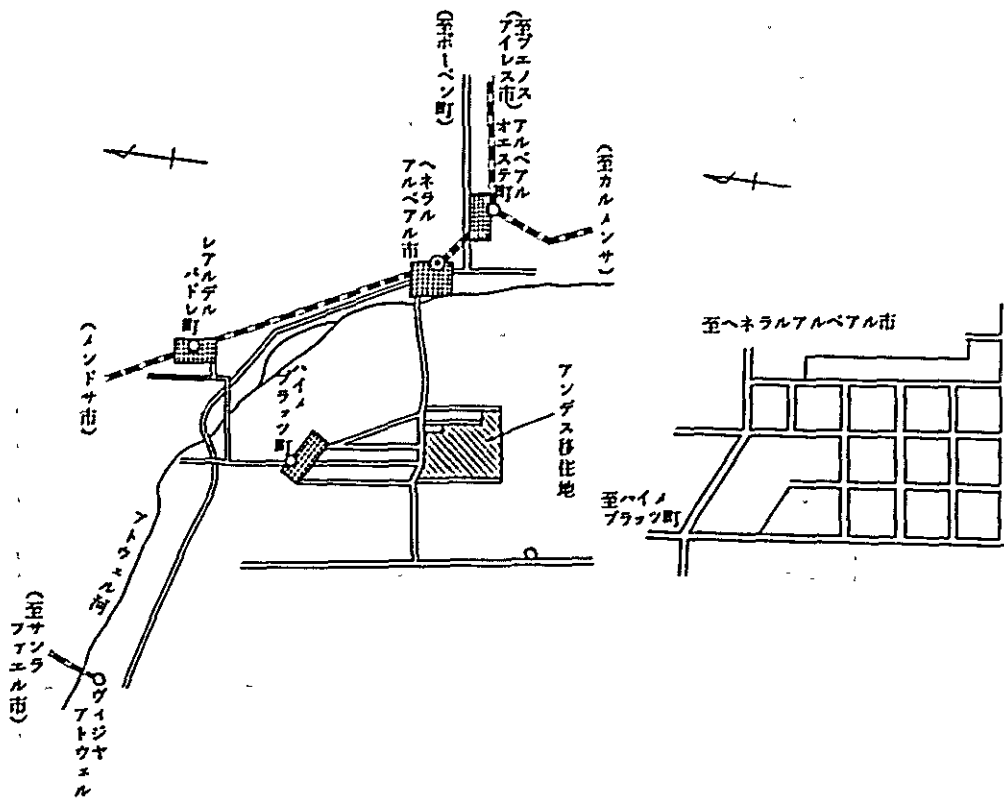 (至ボーベン町)
(至ブエノス
アイレス市)
アルベアル
オエステ町
(至カルメンサ)
ヘネラル
アルベアル市
レアルデル
パドレ町
(メンドサ市)
ハイメ
プラッツ町
アンデス移住地
アトウェル河
(至サンラ
ファエル市)
ヴィジヤ
アトウェル
至ヘネラルアルベアル市
至ハイメ
プラッツ町